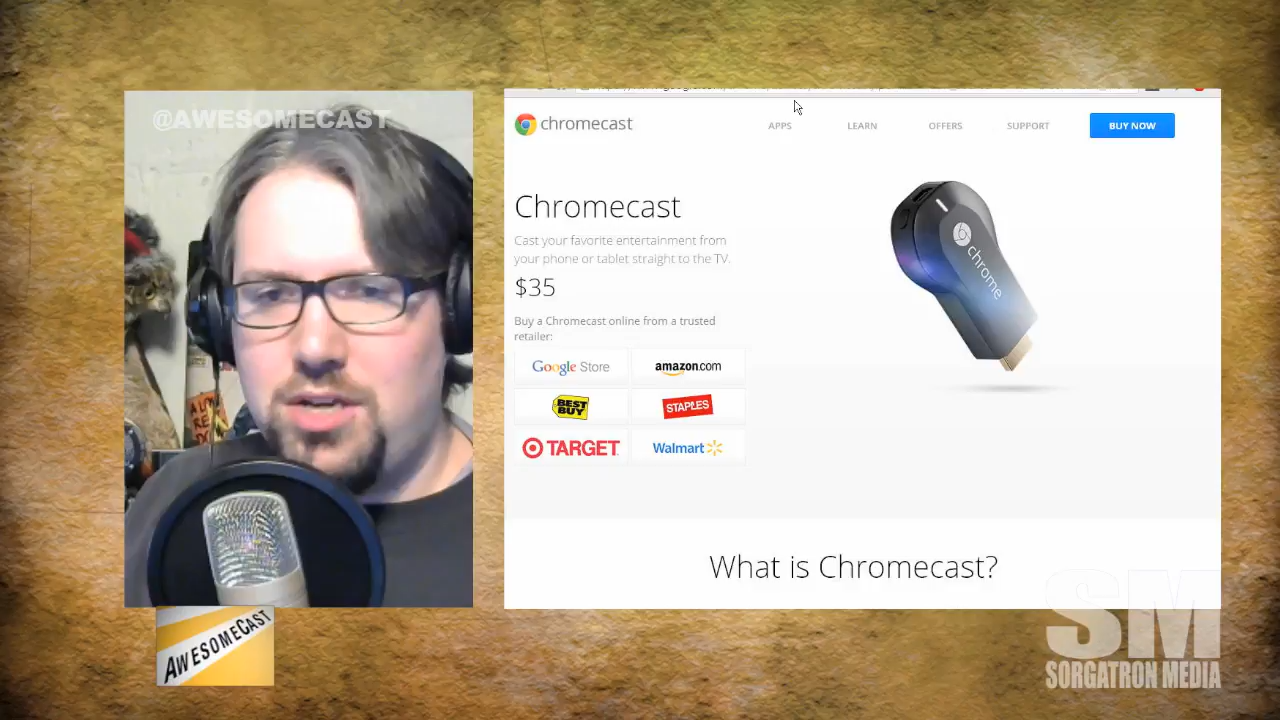 @AWESOMECAST
chromecast
APPS
LEARN
OFFERS
SUPPORT
BUY NOW
Chromecast
Cast your favorite entertainment from
your phone or tablet straight to the TV.
$35
Buy a Chromecast online from a trusted
retailer:
Google Store
amazon.com
BEST
BUY
STAPLES
TARGET
Walmart
chrome
What is Chromecast?
AWESOMECAST
SM
SORGATRON MEDIA